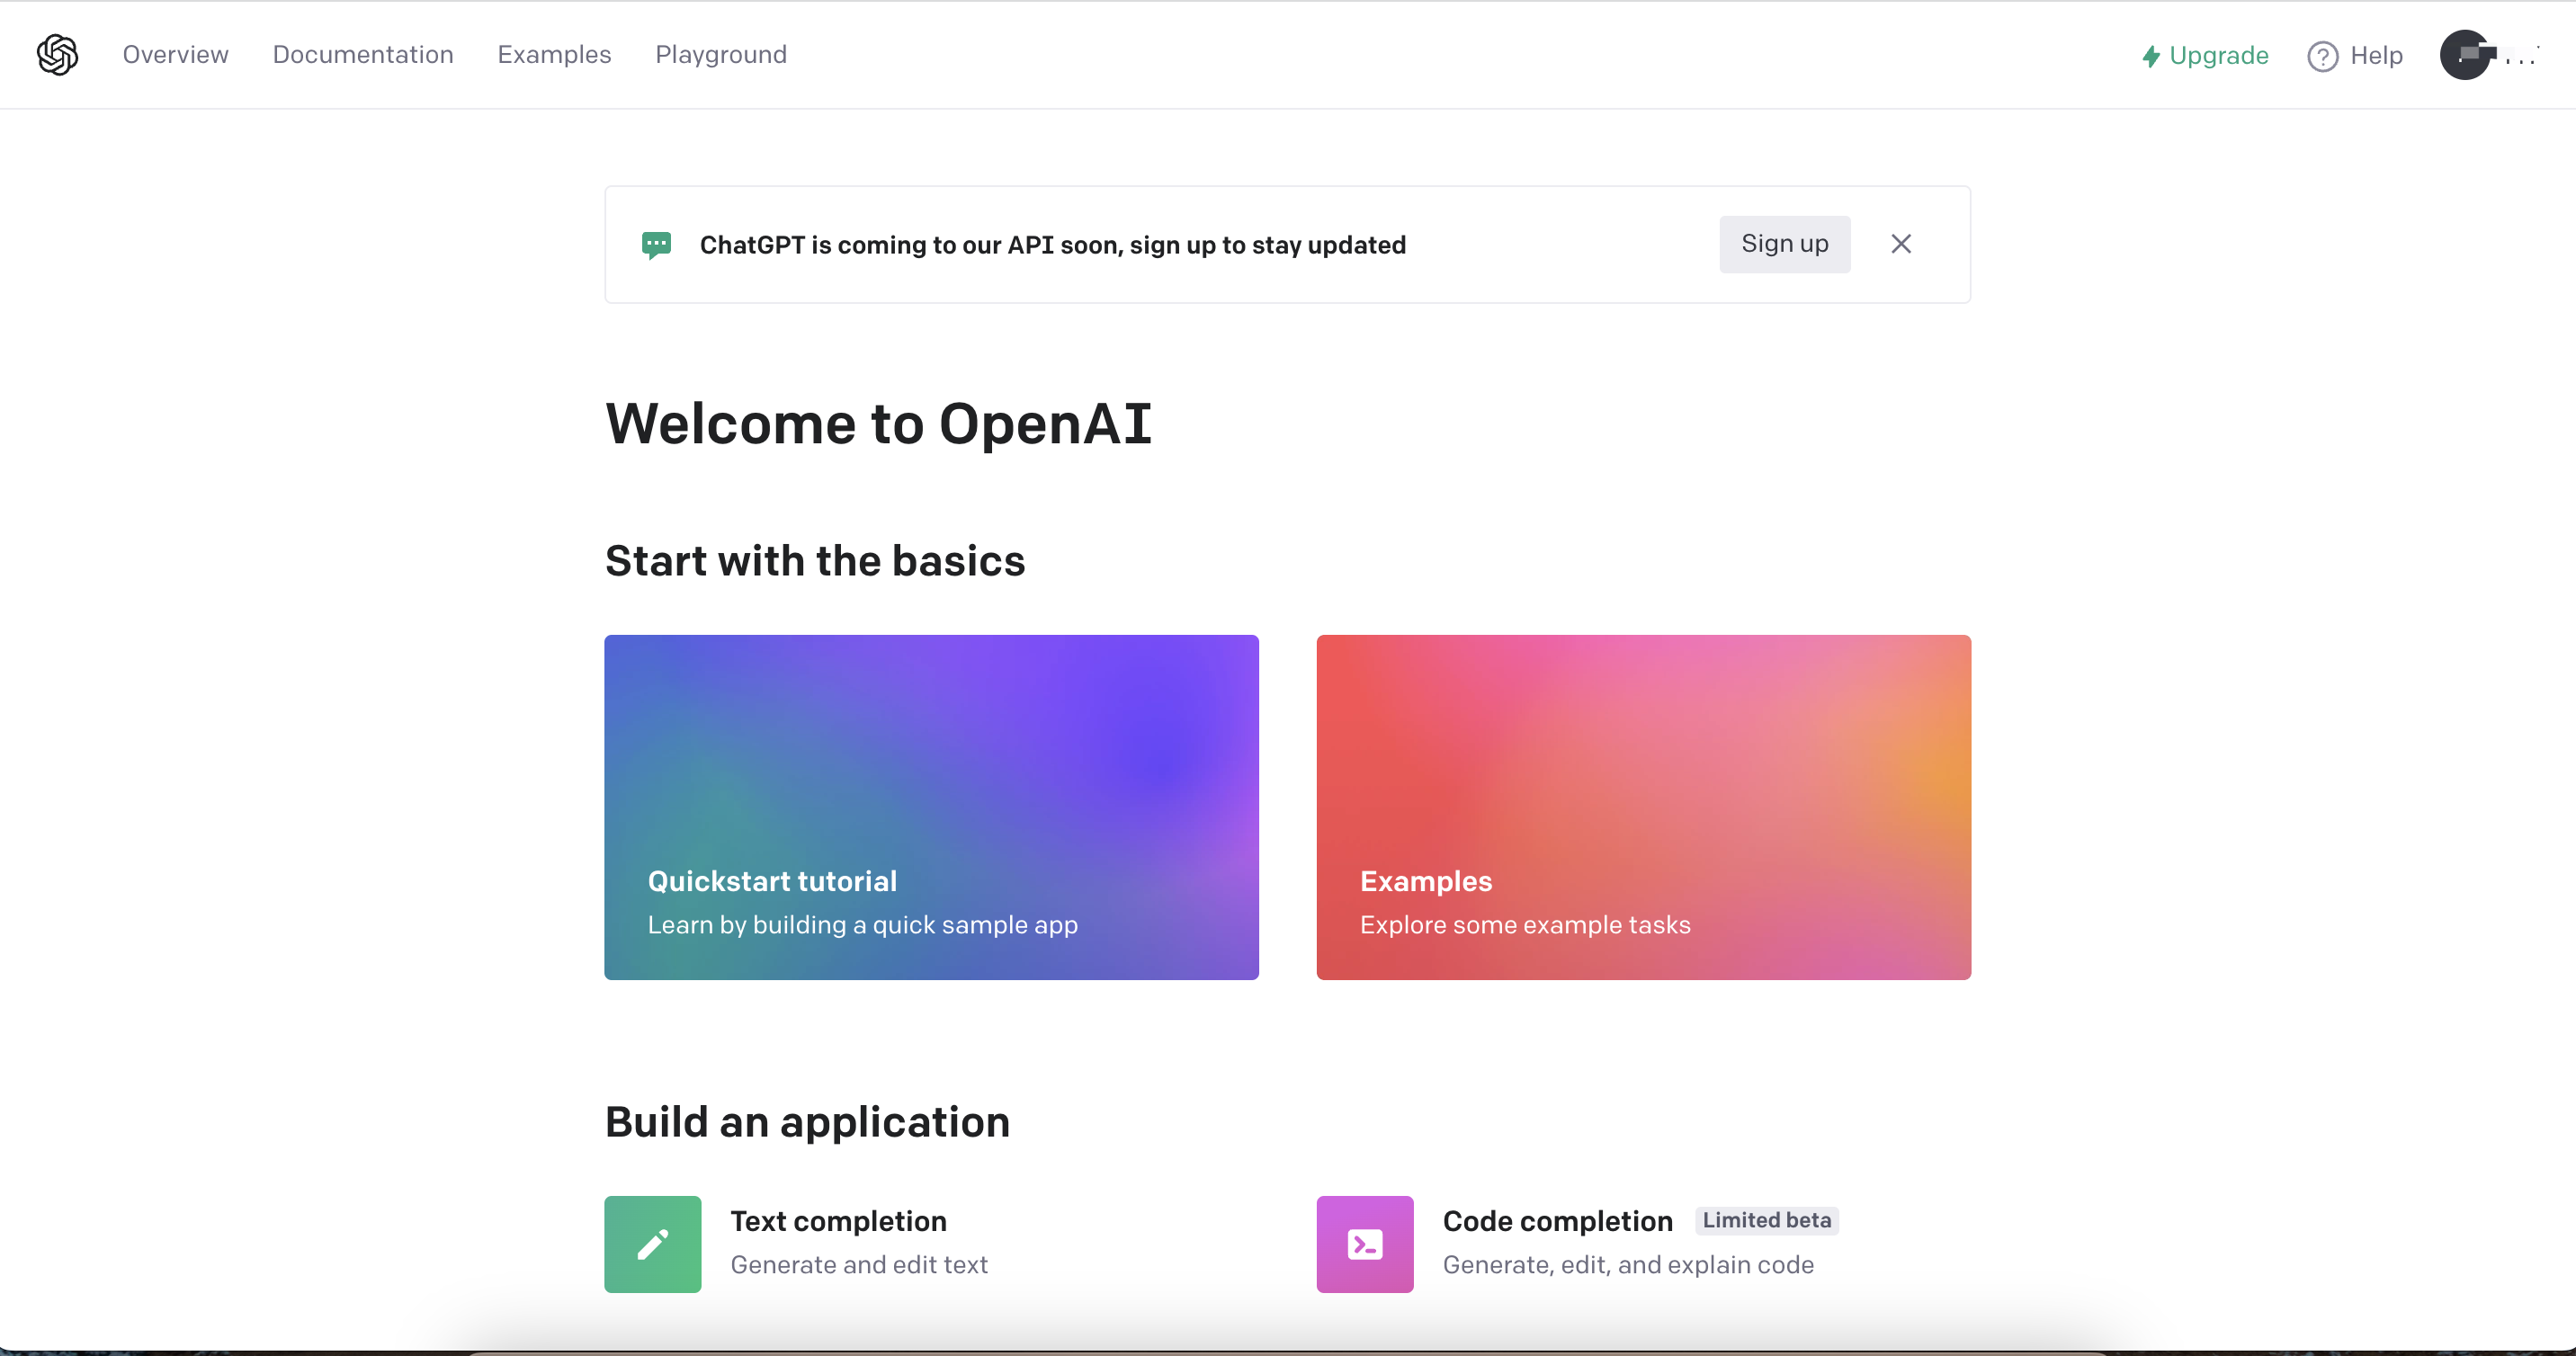 Overview Documentation Examples Playground Upgrade Help
ChatGPT is coming to our API soon, sign up to stay updated Sign up
Welcome to OpenAI
Start with the basics
Quickstart tutorial
Learn by building a quick sample app
Examples
Explore some example tasks
Build an application
Text completion
Generate and edit text
Code completion Limited beta
Generate, edit, and explain code